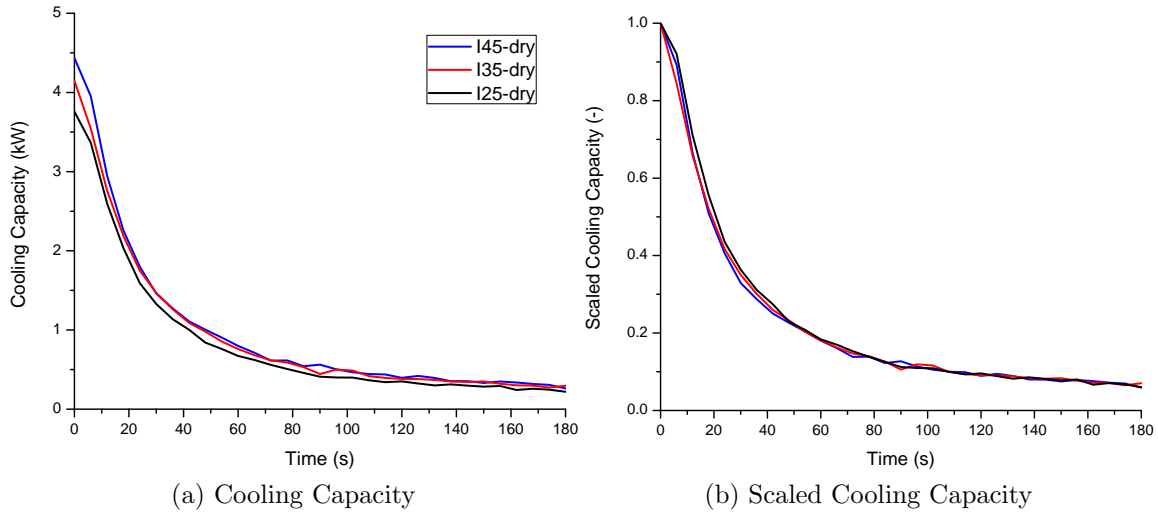 5
4
3
2
1
0
0 20 40 60 80 100 120 140 160 180
Cooling Capacity (kW)
Time (s)
I45-dry
I35-dry
I25-dry
(a) Cooling Capacity
1.0
0.8
0.6
0.4
0.2
0.0
0 20 40 60 80 100 120 140 160 180
Scaled Cooling Capacity (-)
Time (s)
(b) Scaled Cooling Capacity